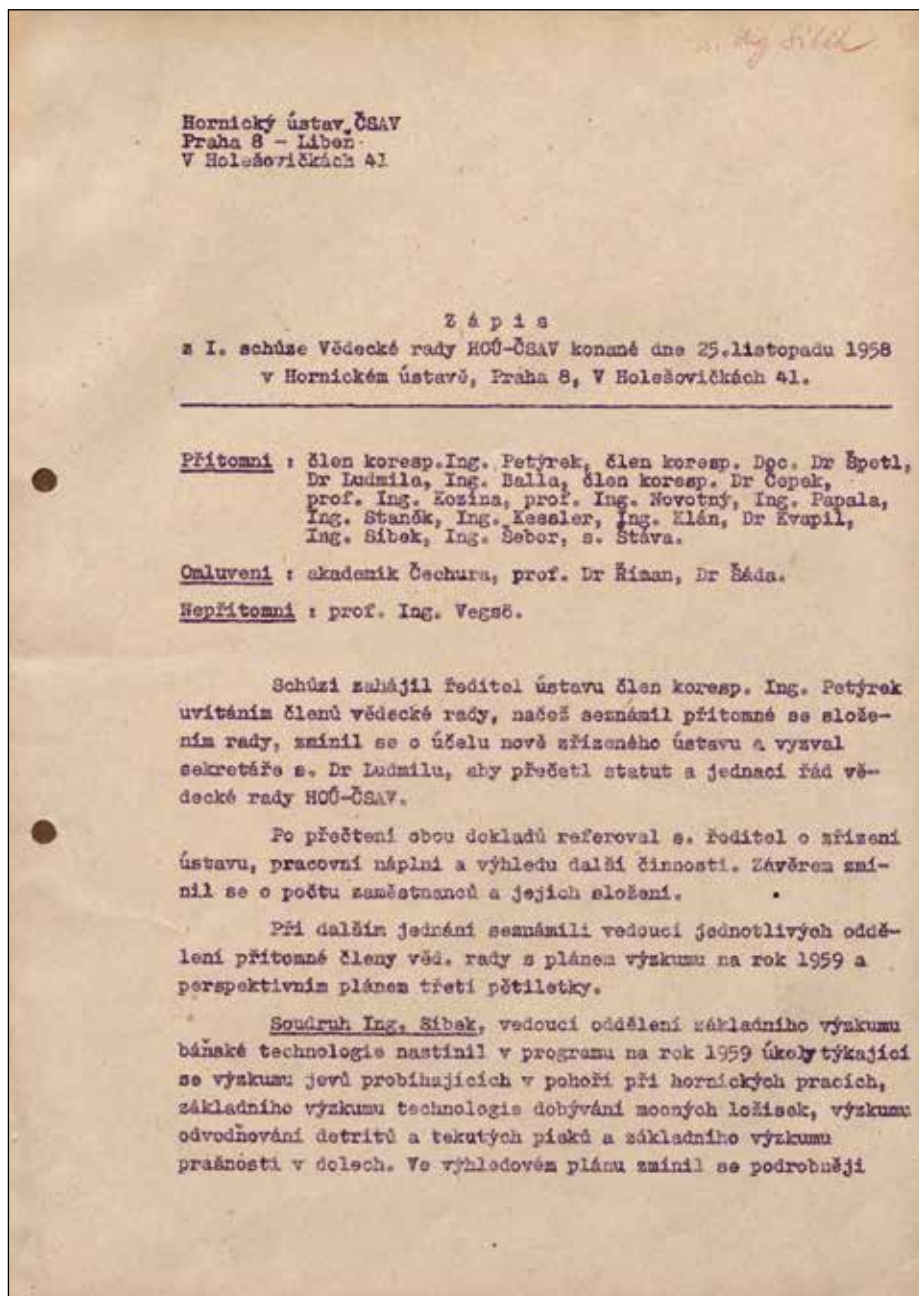 Ing Sibek
Hornický ústav ČSAV
Praha 8 - Libeň
V Holešovičkách 41
Z á p i s
z I. schůze Vědecké rady HOÚ-ČSAV konané dne 25.listopadu 1958
v Hornickém ústavě, Praha 8, V Holešovičkách 41.
Přítomni : člen koresp.Ing. Petýrek, člen koresp. Doc. Dr Špetl,
Dr Ludmila, Ing. Balla, člen koresp. Dr Čepek,
prof. Ing. Kozina, prof. Ing. Novotný, Ing. Papala,
Ing. Staněk, Ing. Kessler, Ing. Klán, Dr Kvapil,
Ing. Sibek, Ing. Šebor, s. Štáva.
Omluveni : akademik Čechura, prof. Dr Říman, Dr Šáda.
Nepřítomni : prof. Ing. Vegsö.
Schůzi zahájil ředitel ústavu člen koresp. Ing. Petýrek
uvítáním členů vědecké rady, načež seznámil přítomné se slože-
ním rady, zmínil se o účelu nově zřízeného ústavu a vyzval
sekretáře s. Dr Ludmilu, aby přečetl statut a jednací řád vě-
decké rady HOÚ-ČSAV.
Po přečtení obou dokladů referoval s. ředitel o zřízení
ústavu, pracovní náplni a výhledu další činnosti. Závěrem zmí-
nil se o počtu zaměstnanců a jejich složení.
Při dalším jednání seznámili vedoucí jednotlivých oddě-
lení přítomné členy věd. rady s plánem výzkumu na rok 1959 a
perspektivním plánem třetí pětiletky.
Soudruh Ing. Sibek, vedoucí oddělení základního výzkumu
báňské technologie nastínil v programu na rok 1959 úkoly týkající
se výzkumu jevů probíhajících v pohoří při hornických pracích,
základního výzkumu technologie dobývání mocných ložisek, výzkumu
odvodňování detritů a tekutých písků a základního výzkumu
prašnosti v dolech. Ve výhledovém plánu zmínil se podrobněji